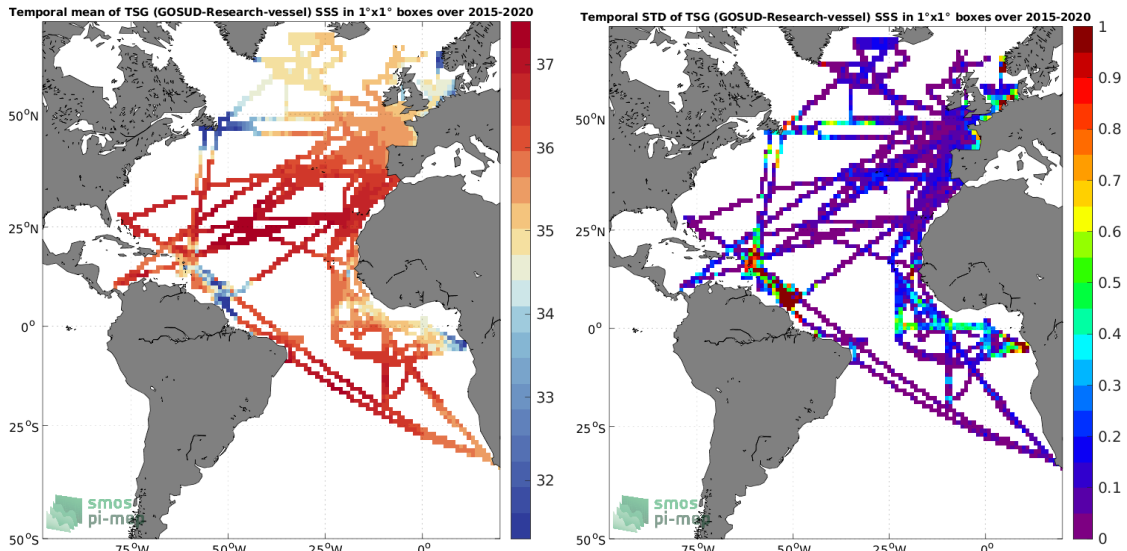 Temporal mean of TSG (GOSUD-Research-vessel) SSS in 1°x1° boxes over 2015-2020
50°N
25°N
0°
25°S
50°S
75°W
50°W
25°W
0°
37
36
35
34
33
32
smos
pi-mep
Temporal STD of TSG (GOSUD-Research-vessel) SSS in 1°x1° boxes over 2015-2020
50°N
25°N
0°
25°S
50°S
75°W
50°W
25°W
0°
1
0.9
0.8
0.7
0.6
0.5
0.4
0.3
0.2
0.1
0
smos
pi-mep